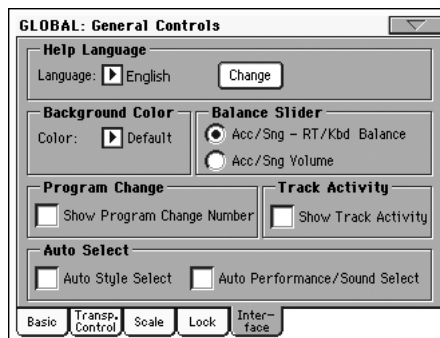 GLOBAL: General Controls
Help Language
Language: English Change
Background Color
Color: Default
Balance Slider
Acc/Sng - RT/Kbd Balance
Acc/Sng Volume
Program Change
Show Program Change Number
Track Activity
Show Track Activity
Auto Select
Auto Style Select Auto Performance/Sound Select
Basic Transp. Control Scale Lock Inter-
face